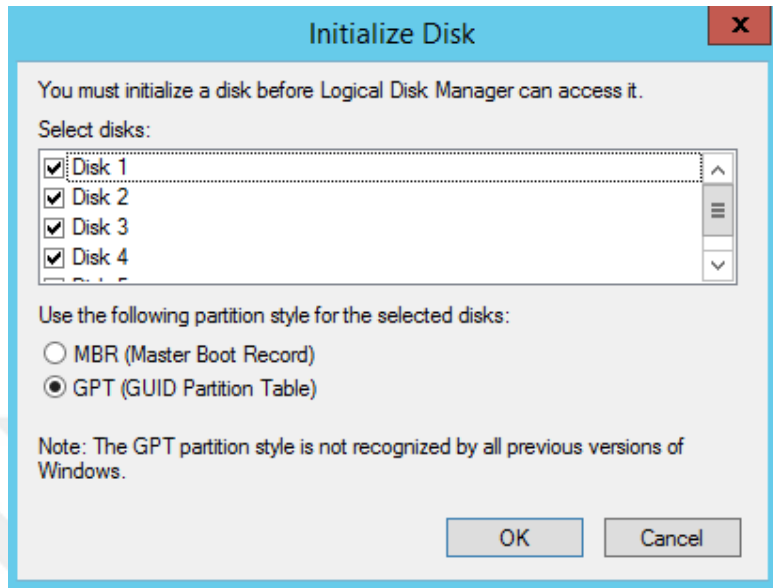 Initialize Disk
x
You must initialize a disk before Logical Disk Manager can access it.
Select disks:
Disk 1
Disk 2
Disk 3
Disk 4
Use the following partition style for the selected disks:
MBR (Master Boot Record)
GPT (GUID Partition Table)
Note: The GPT partition style is not recognized by all previous versions of
Windows.
OK
Cancel